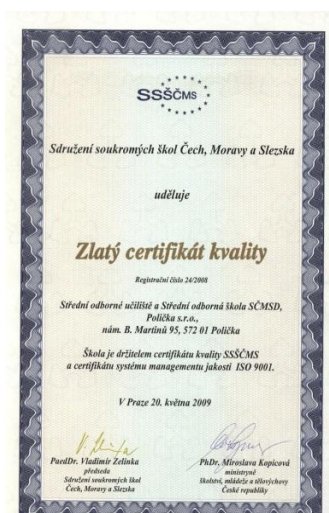 SSŠČMS
Sdružení soukromých škol Čech, Moravy a Slezska
uděluje
Zlatý certifikát kvality
Registrační číslo 24/2008
Střední odborné učiliště a Střední odborná škola SČMSD,
Polička s.r.o.,
nám. B. Martinů 95, 572 01 Polička
Škola je držitelem certifikátu kvality SSŠČMS
a certifikátu systému managementu jakosti ISO 9001.
V Praze 20. května 2009
PaedDr. Vladimír Zelinka
předseda
Sdružení soukromých škol
Čech, Moravy a Slezska
PhDr. Miroslava Kopicová
ministryně
školství, mládeže a tělovýchovy
České republiky